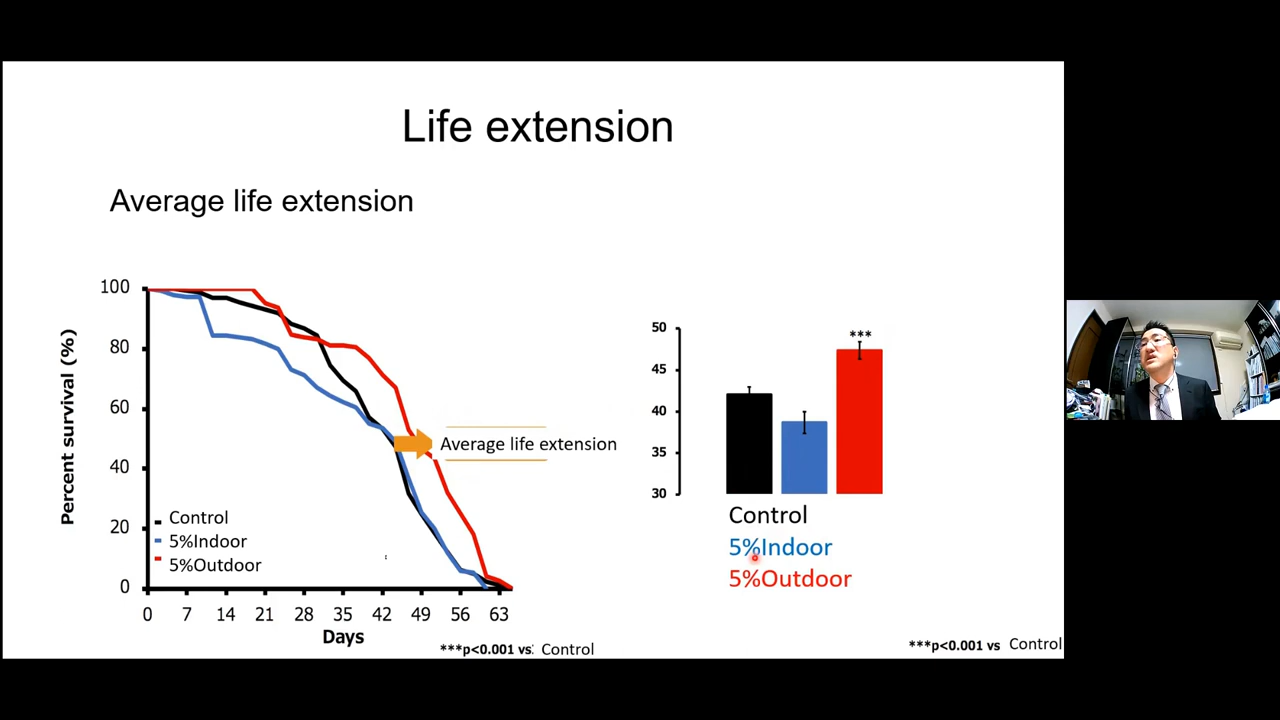 Life extension
Average life extension
Percent survival (%)
100
80
60
40
20
0
Average life extension
Control
5%Indoor
5%Outdoor
0 7 14 21 28 35 42 49 56 63
Days
***p<0.001 vs: Control
50
45
40
35
30
***
Control
5%Indoor
5%Outdoor
***p<0.001 vs Control